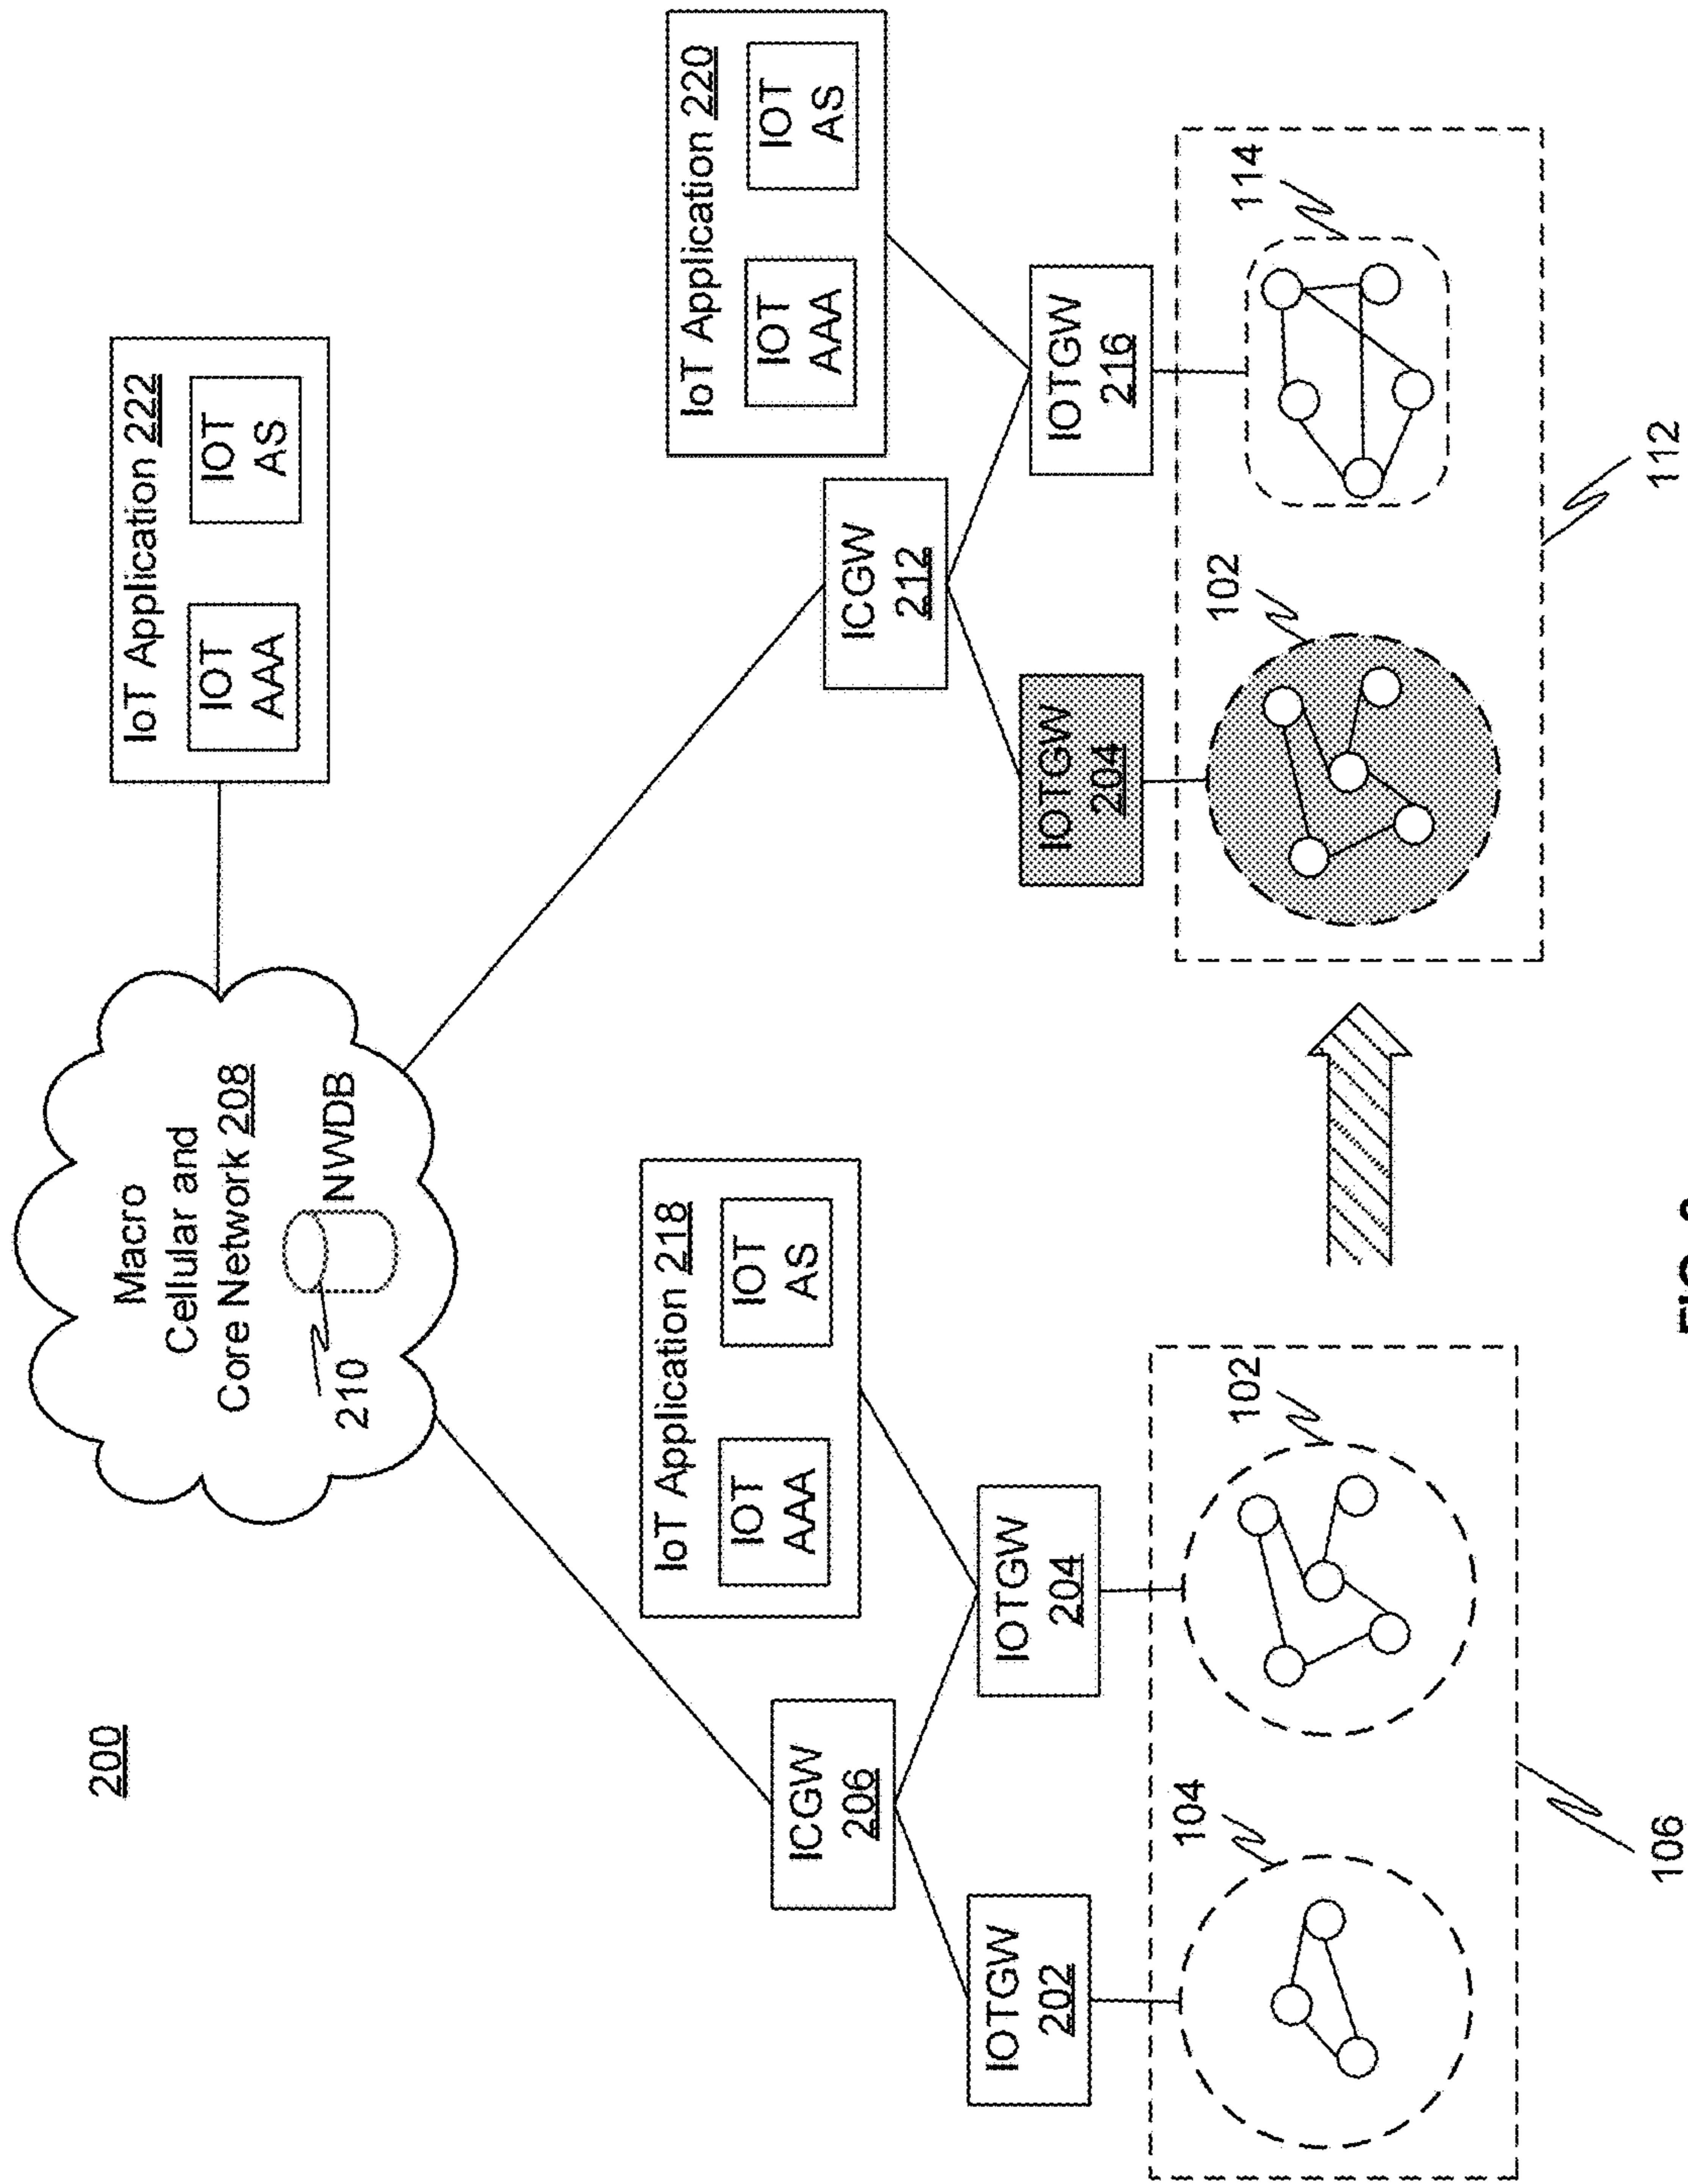 200
Macro
Cellular and
Core Network 208
NWDB
210
IoT Application 222
IOT
AAA
IOT
AS
IoT Application 218
IOT
AAA
IOT
AS
IoT Application 220
IOT
AAA
IOT
AS
ICGW
206
ICGW
212
IOTGW
202
IOTGW
204
IOTGW
204
IOTGW
216
104
102
102
114
106
112